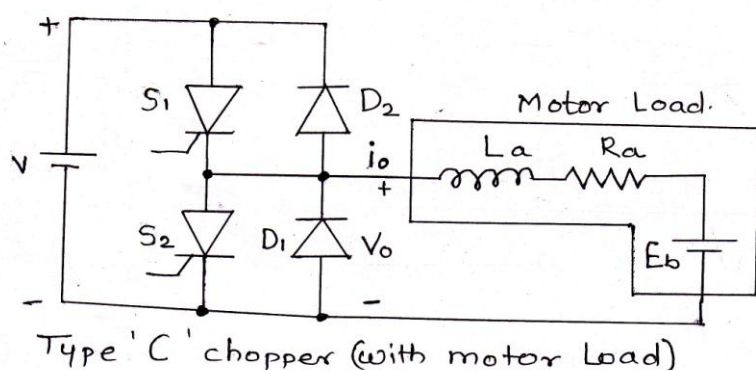 +
S1
D2
Motor Load.
V
io
+
La
Ra
S2
D1
Vo
Eb
-
-
Type 'C' chopper (with motor Load)